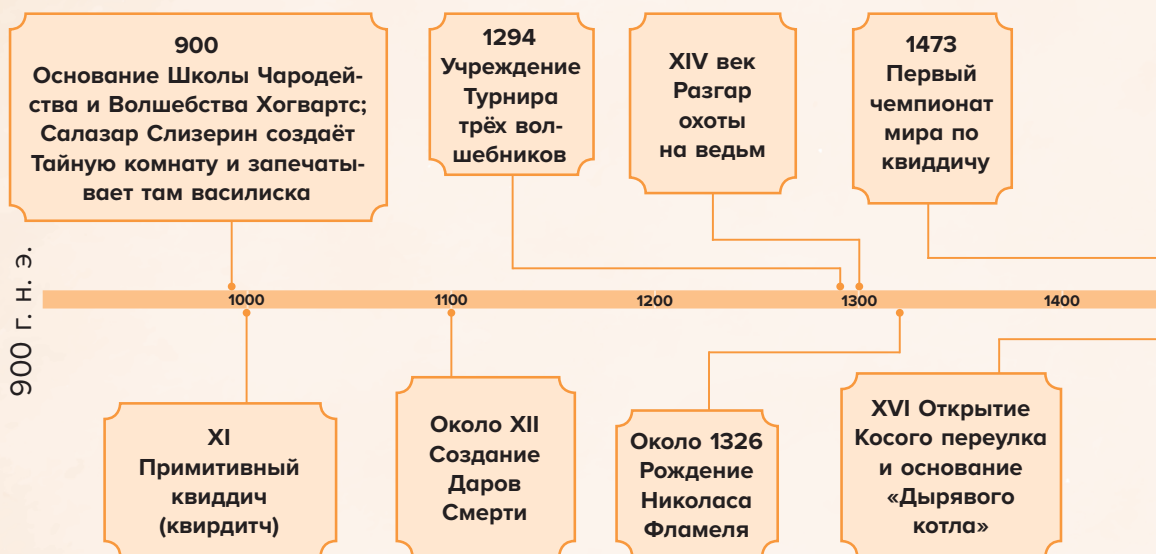 900
Основание Школы Чародей-
ства и Волшебства Хогвартс;
Салазар Слизерин создаёт
Тайную комнату и запечаты-
вает там василиска
1294
Учреждение
Турнира
трёх вол-
шебников
XIV век
Разгар
охоты
на ведьм
1473
Первый
чемпионат
мира по
квиддичу
900 г. н. э.
1000
1100
1200
1300
1400
XI
Примитивный
квиддич
(квирдитч)
Около XII
Создание
Даров
Смерти
Около 1326
Рождение
Николаса
Фламеля
XVI Открытие
Косого переулка
и основание
«Дырявого
котла»